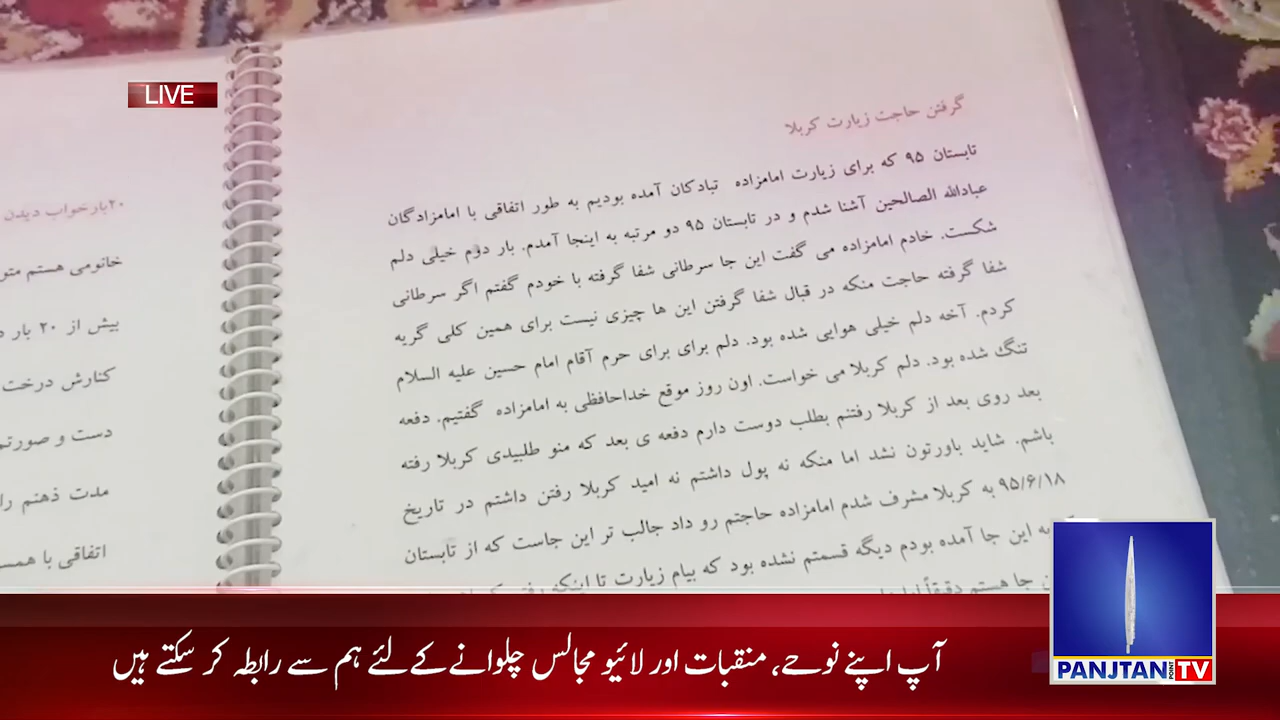 LIVE
گرفتن حاجت زیارت کربلا
تابستان ۹۵ که برای زیارت امامزاده تبادکان آمده بودیم به طور اتفاقی با امامزادگان
عبادالله الصالحین آشنا شدم و در تابستان ۹۵ دو مرتبه به اینجا آمدم. بار دوم خیلی دلم
شکست. خادم امامزاده می گفت این جا سرطانی شفا گرفته با خودم گفتم اگر سرطانی
شفا گرفته حاجت منکه در قبال شفا گرفتن این ها چیزی نیست برای همین کلی گریه
کردم. آخه دلم خیلی هوایی شده بود. دلم برای برای حرم آقام امام حسین علیه السلام
تنگ شده بود. دلم کربلا می خواست. اون روز موقع خداحافظی به امامزاده گفتیم. دفعه
بعد روی بعد از کربلا رفتنم بطلب دوست دارم دفعه ی بعد که منو طلبیدی کربلا رفته
باشم. شاید باورتون نشد اما منکه نه پول داشتم نه امید کربلا رفتن داشتم در تاریخ
۹۵/۶/۱۸ به کربلا مشرف شدم امامزاده حاجتم رو داد جالب تر این جاست که از تابستان
به این جا آمده بودم دیگه قسمتم نشده بود که بیام زیارت تا اینکه
جا هستم دقیقاً
۲۰بارخواب دیدن
خانومی هستم
بیش از ۲۰ بار
کنارش درخت
دست و صورتم
مدت ذهنم
اتفاقی با
آپ اپنے نوحے، منقبات اور لائیو مجالس چلوانے کے لئے ہم سے رابطہ کر سکتے ہیں
PANJTAN POINT TV